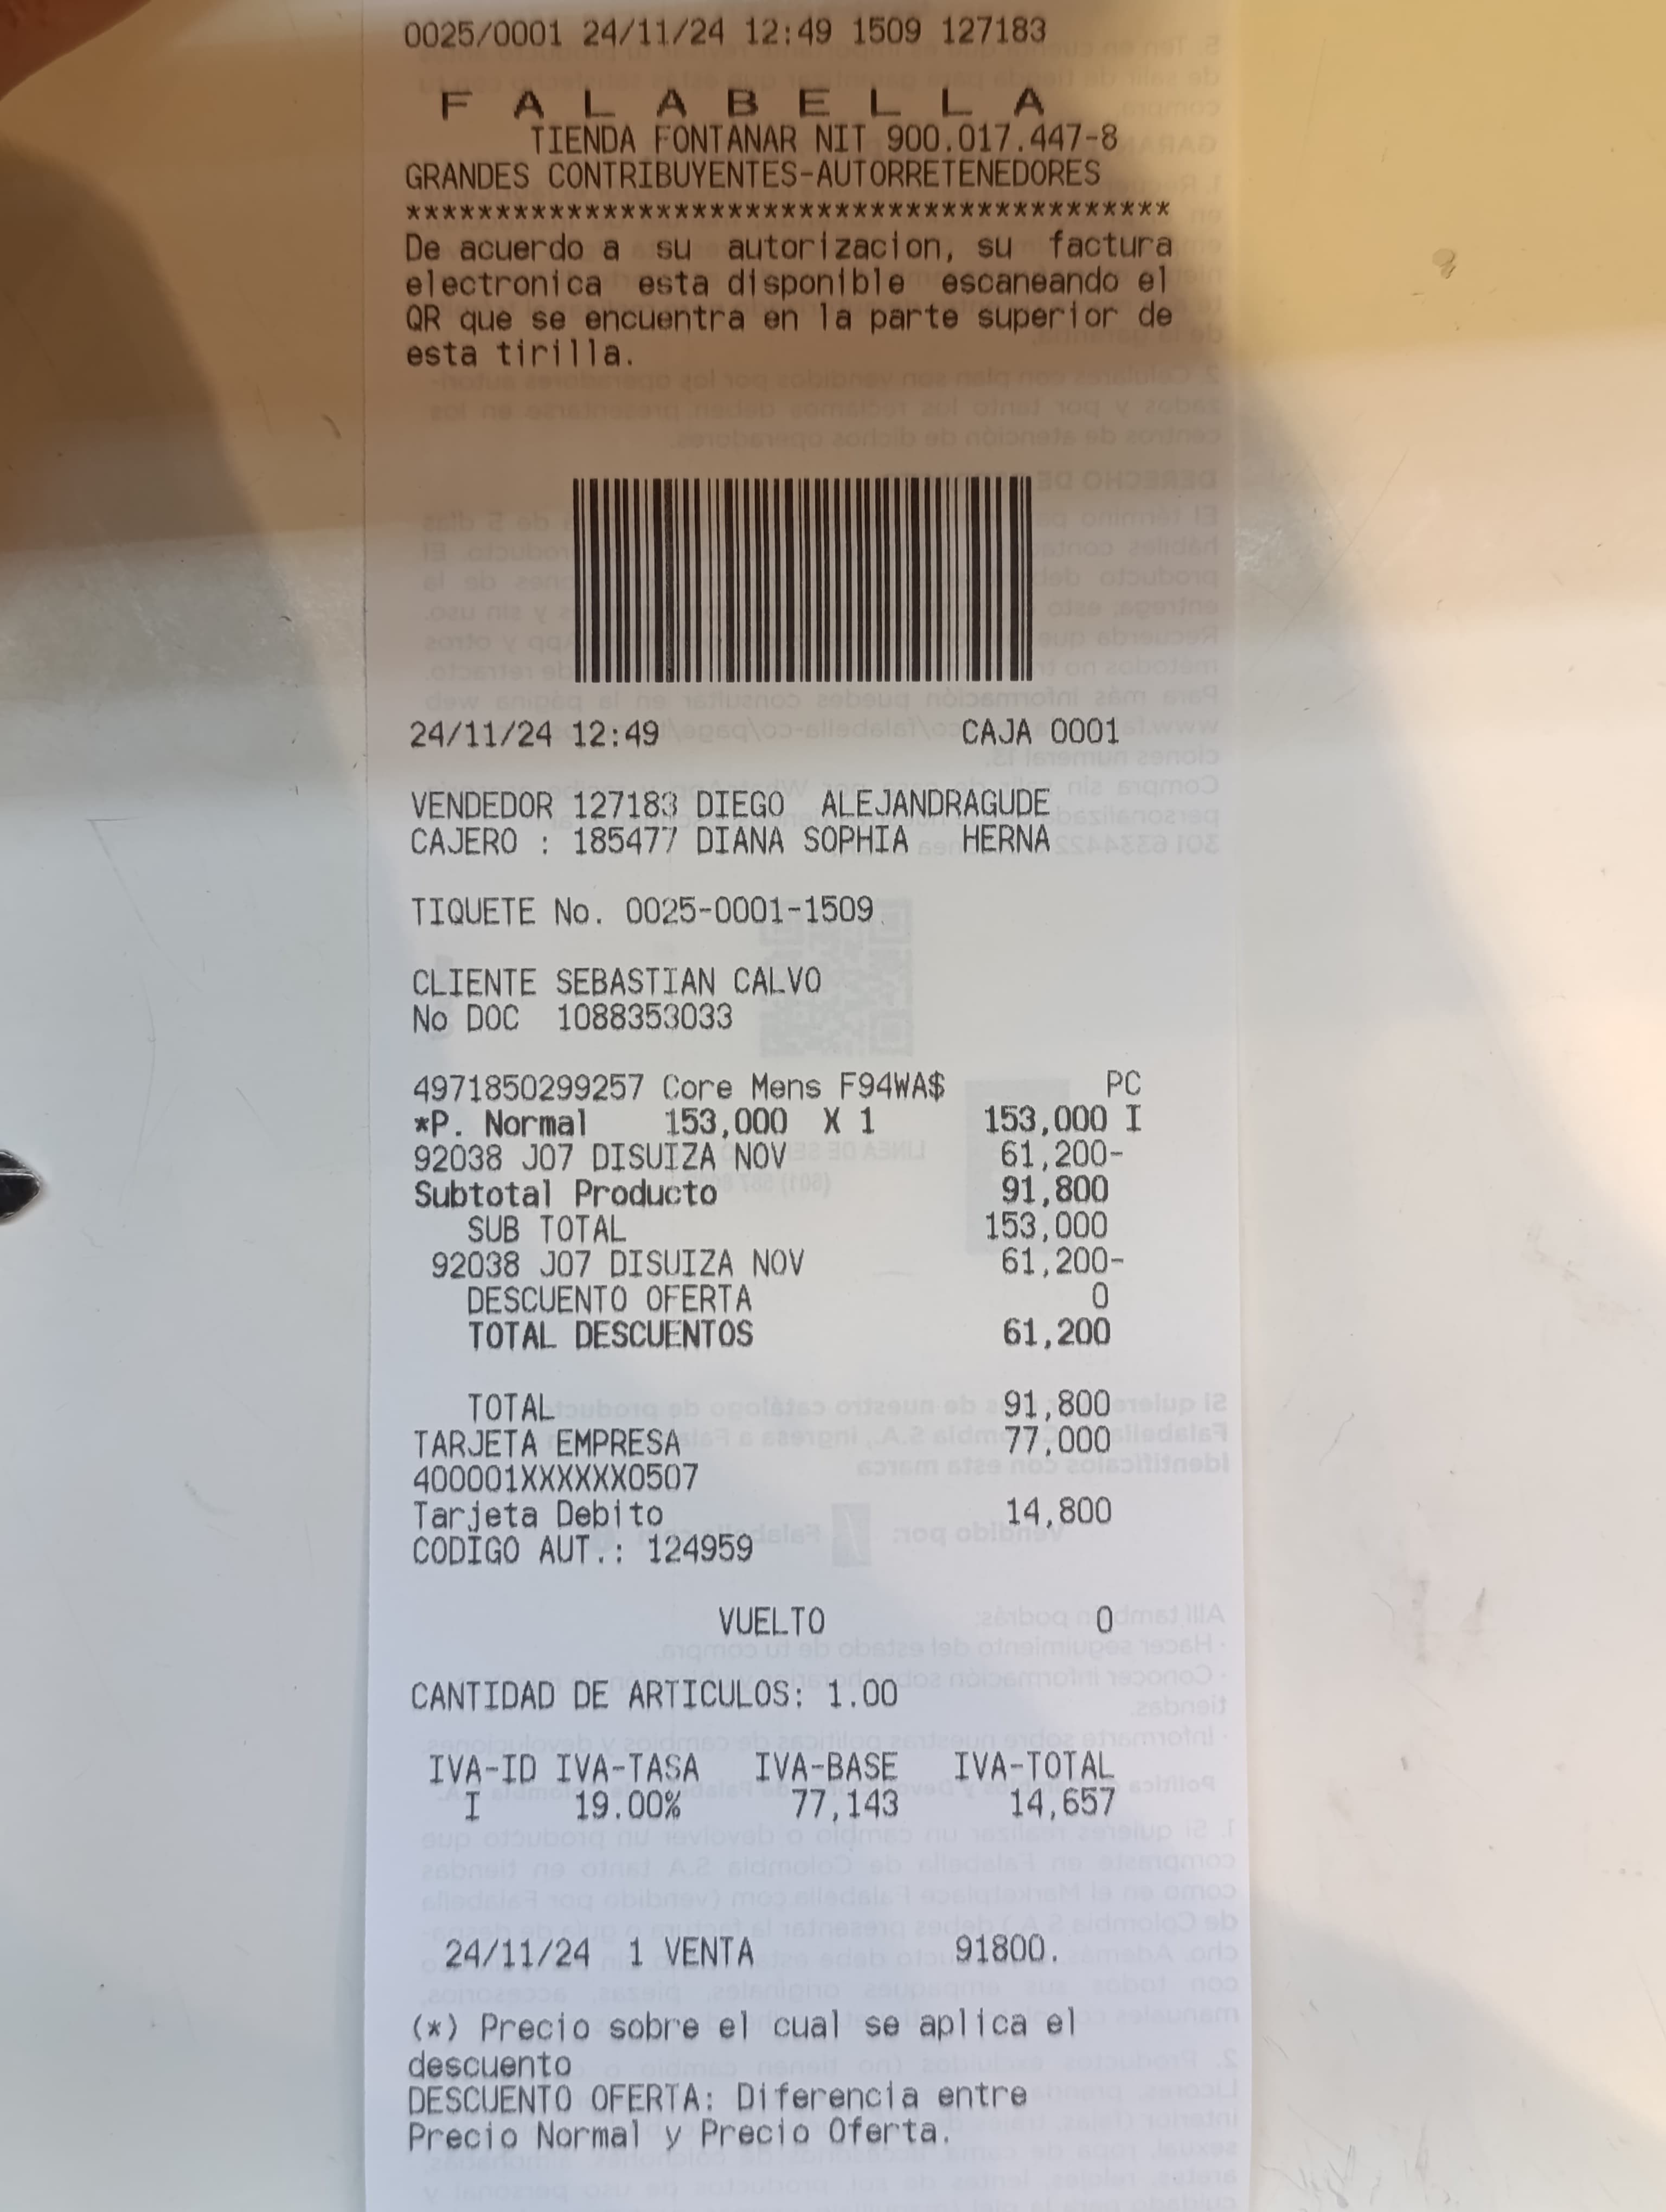 0025/0001 24/11/24 12:49 1509 127183
F A L A B E L L A
TIENDA FONTANAR NIT 900.017.447-8
GRANDES CONTRIBUYENTES-AUTORRETENEDORES
*******************************************
De acuerdo a su autorizacion, su factura
electronica esta disponible escaneando el
QR que se encuentra en la parte superior de
esta tirilla.
24/11/24 12:49 CAJA 0001
VENDEDOR 127183 DIEGO ALEJANDRAGUDE
CAJERO : 185477 DIANA SOPHIA HERNA
TIQUETE No. 0025-0001-1509
CLIENTE SEBASTIAN CALVO
No DOC 1088353033
4971850299257 Core Mens F94WA$ PC
*P. Normal 153,000 X 1 153,000 I
92038 J07 DISUIZA NOV 61,200-
Subtotal Producto 91,800
SUB TOTAL 153,000
92038 J07 DISUIZA NOV 61,200-
DESCUENTO OFERTA 0
TOTAL DESCUENTOS 61,200
TOTAL 91,800
TARJETA EMPRESA 77,000
400001XXXXXX0507
Tarjeta Debito 14,800
CODIGO AUT.: 124959
VUELTO 0
CANTIDAD DE ARTICULOS: 1.00
IVA-ID IVA-TASA IVA-BASE IVA-TOTAL
I 19.00% 77,143 14,657
24/11/24 1 VENTA 91800.
(*) Precio sobre el cual se aplica el
descuento
DESCUENTO OFERTA: Diferencia entre
Precio Normal y Precio Oferta.